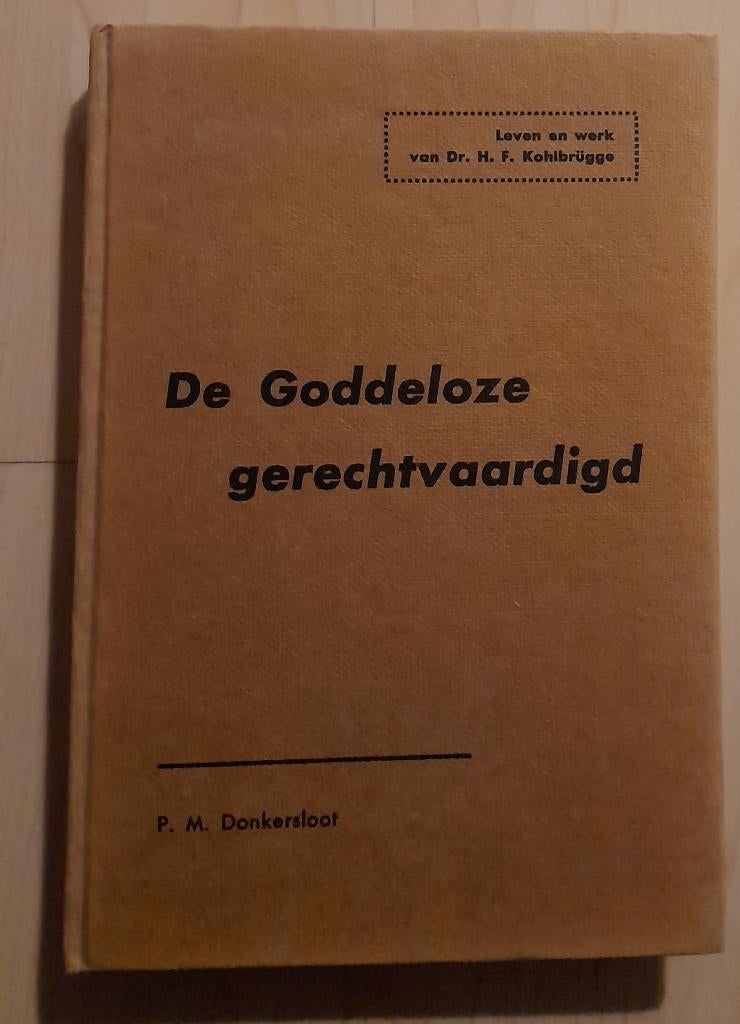 Leven en werk
van Dr. H. F. Kohlbrügge
De Goddeloze
gerechtvaardigd
P. M. Donkersloot